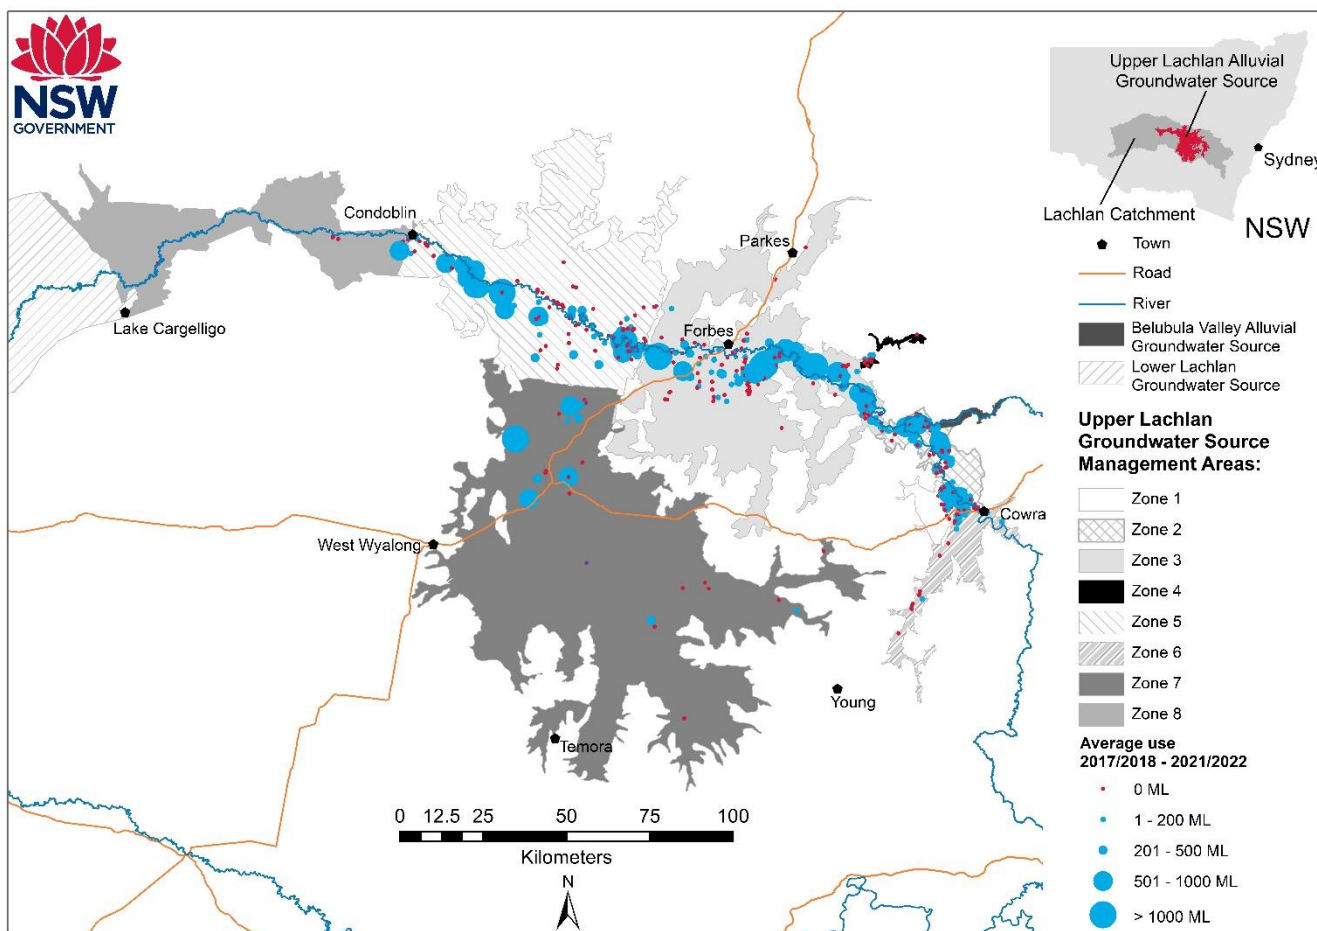 NSW
GOVERNMENT
Upper Lachlan Alluvial
Groundwater Source
Sydney
Lachlan Catchment
NSW
Condoblin
Parkes
Lake Cargelligo
Forbes
West Wyalong
Cowra
Young
Temora
Town
Road
River
Belubula Valley Alluvial
Groundwater Source
Lower Lachlan
Groundwater Source
Upper Lachlan
Groundwater Source
Management Areas:
Zone 1
Zone 2
Zone 3
Zone 4
Zone 5
Zone 6
Zone 7
Zone 8
Average use
2017/2018 - 2021/2022
0 ML
1 - 200 ML
201 - 500 ML
501 - 1000 ML
> 1000 ML
0 12.5 25 50 75 100
Kilometers
N